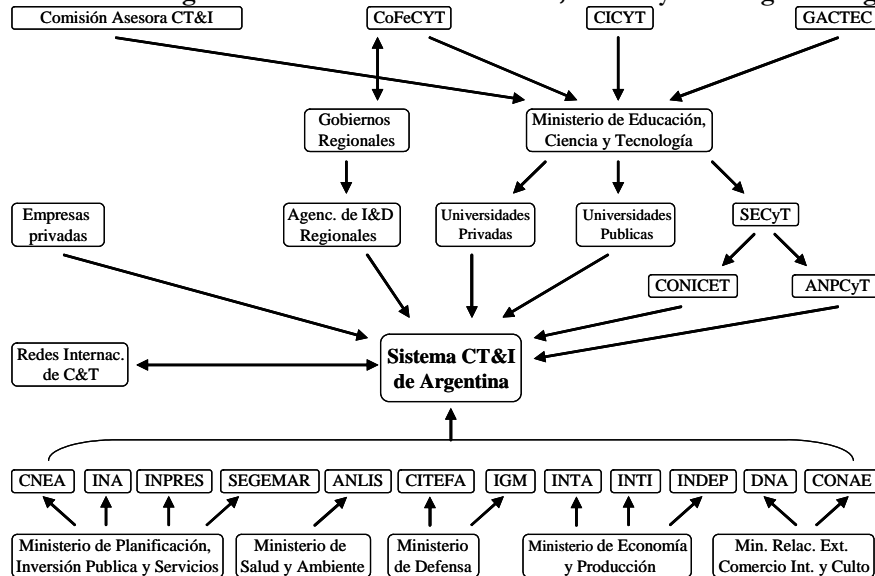 Comisión Asesora CT&I
CoFeCYT
CICYT
GACTEC
Gobiernos
Regionales
Ministerio de Educación,
Ciencia y Tecnología
Empresas
privadas
Agenc. de I&D
Regionales
Universidades
Privadas
Universidades
Publicas
SECyT
CONICET
ANPCyT
Redes Internac.
de C&T
Sistema CT&I
de Argentina
CNEA
INA
INPRES
SEGEMAR
ANLIS
CITEFA
IGM
INTA
INTI
INDEP
DNA
CONAE
Ministerio de Planificación,
Inversión Publica y Servicios
Ministerio de
Salud y Ambiente
Ministerio
de Defensa
Ministerio de Economía
y Producción
Min. Relac. Ext.
Comercio Int. y Culto